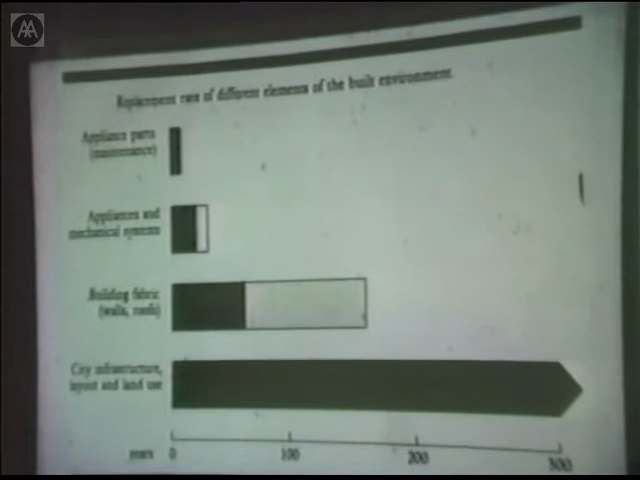 AA
Replacement rate of different elements of the built environment.
Appliance parts
(maintenance)
Appliances and
mechanical systems
Building fabric
(walls, roofs)
City infrastructure,
layout and land use
years 0 100 200 300